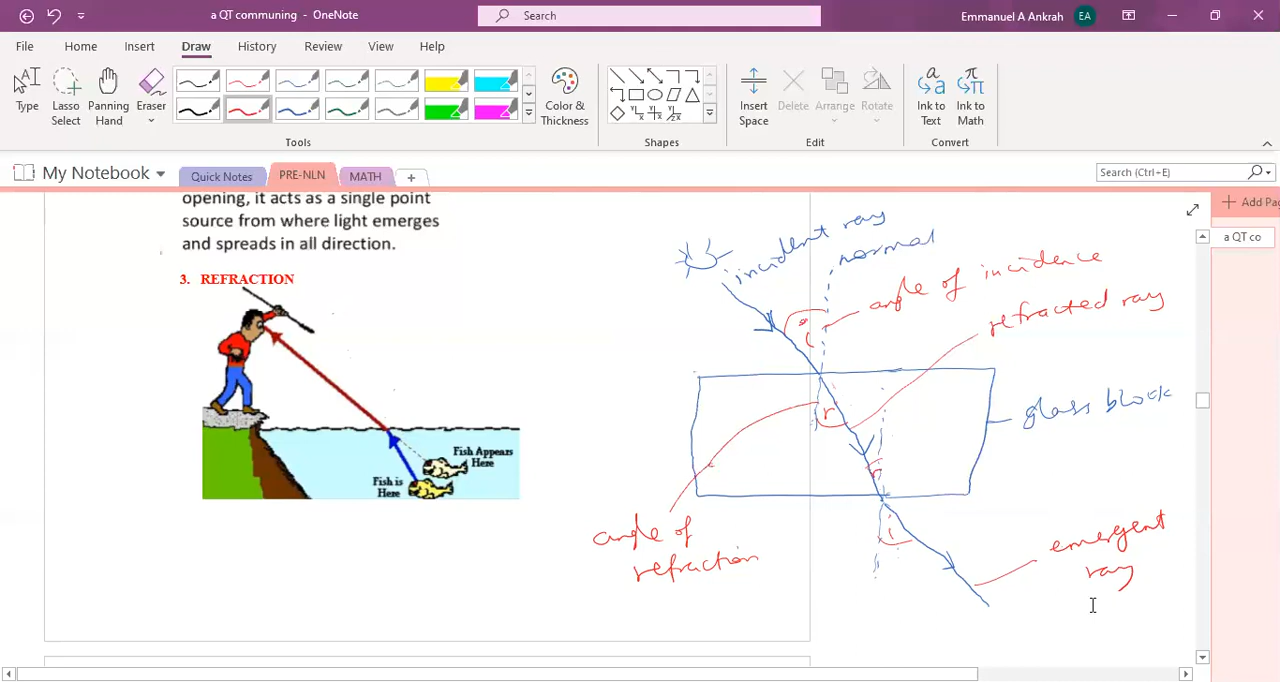 a QT communing - OneNote
Search
Emmanuel A Ankrah
EA
File
Home
Insert
Draw
History
Review
View
Help
Type
Lasso
Select
Panning
Hand
Eraser
Color &
Thickness
Insert
Space
Delete
Arrange
Rotate
Ink to
Text
Ink to
Math
Tools
Shapes
Edit
Convert
My Notebook
Quick Notes
PRE-NLN
MATH
Search (Ctrl+E)
Add Pag
a QT co
opening, it acts as a single point
source from where light emerges
and spreads in all direction.
3. REFRACTION
Fish Appears
Here
Fish is
Here
incident ray
normal
angle of incidence
refracted ray
i
r
glass block
r
i
angle of
refraction
emergent
ray